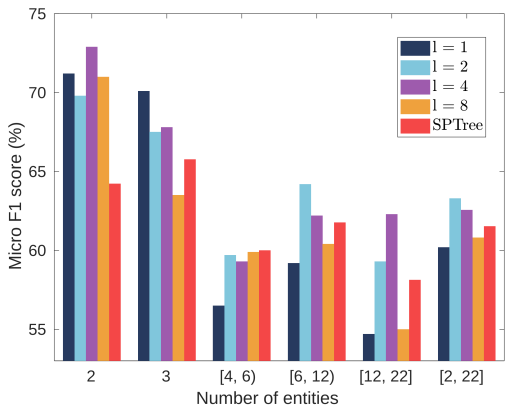 75
70
65
60
55
Micro F1 score (%)
l = 1
l = 2
l = 4
l = 8
SPTree
2 3 [4, 6) [6, 12) [12, 22] [2, 22]
Number of entities